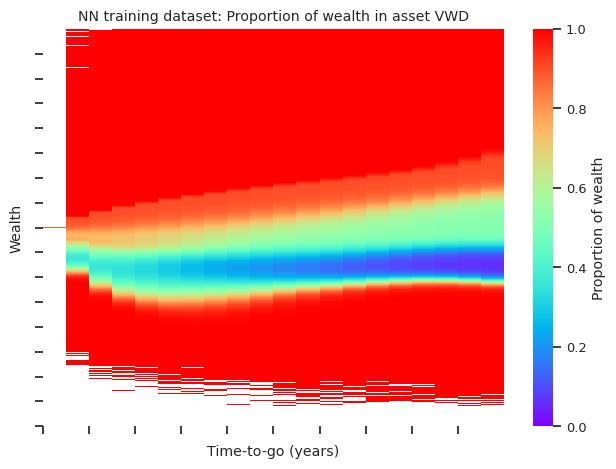 NN training dataset: Proportion of wealth in asset VWD
Wealth
Time-to-go (years)
1.0
0.8
0.6
0.4
0.2
0.0
Proportion of wealth